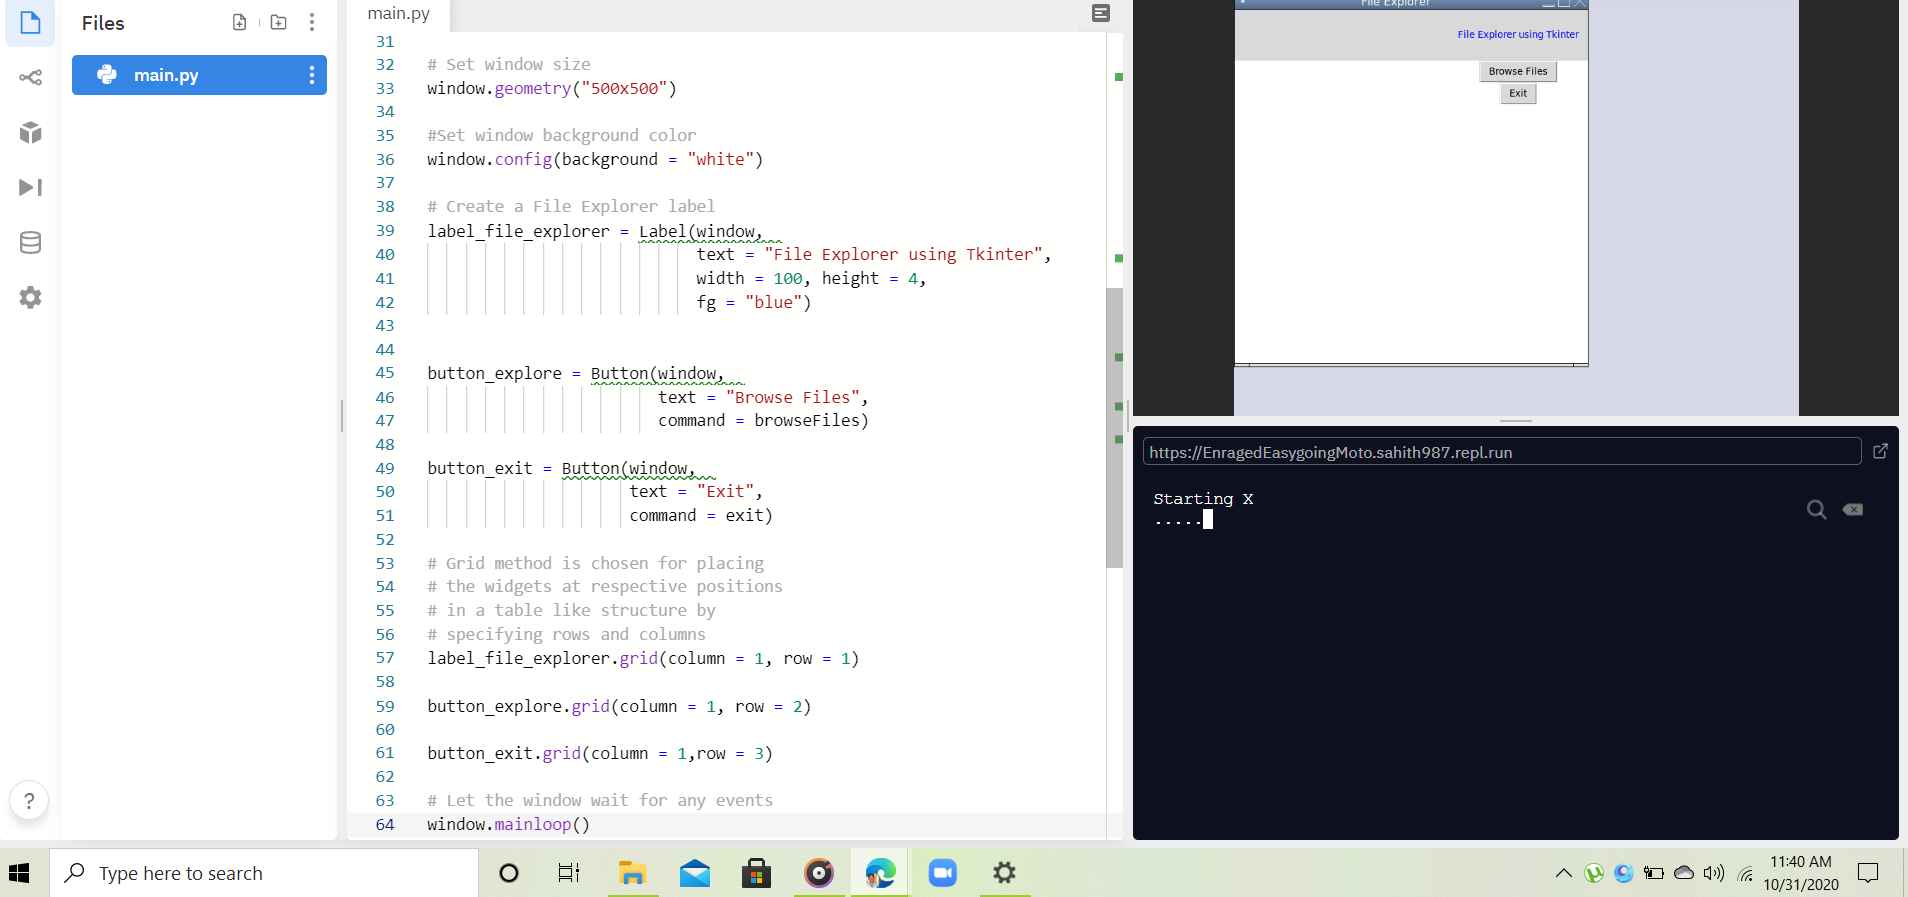 Files
main.py
main.py
31
32 # Set window size
33 window.geometry("500x500")
34
35 #Set window background color
36 window.config(background = "white")
37
38 # Create a File Explorer label
39 label_file_explorer = Label(window,
40 text = "File Explorer using Tkinter",
41 width = 100, height = 4,
42 fg = "blue")
43
44
45 button_explore = Button(window,
46 text = "Browse Files",
47 command = browseFiles)
48
49 button_exit = Button(window,
50 text = "Exit",
51 command = exit)
52
53 # Grid method is chosen for placing
54 # the widgets at respective positions
55 # in a table like structure by
56 # specifying rows and columns
57 label_file_explorer.grid(column = 1, row = 1)
58
59 button_explore.grid(column = 1, row = 2)
60
61 button_exit.grid(column = 1,row = 3)
62
63 # Let the window wait for any events
64 window.mainloop()
File Explorer
File Explorer using Tkinter
Browse Files
Exit
https://EnragedEasygoingMoto.sahith987.repl.run
Starting X
.....
?
Type here to search
11:40 AM
10/31/2020